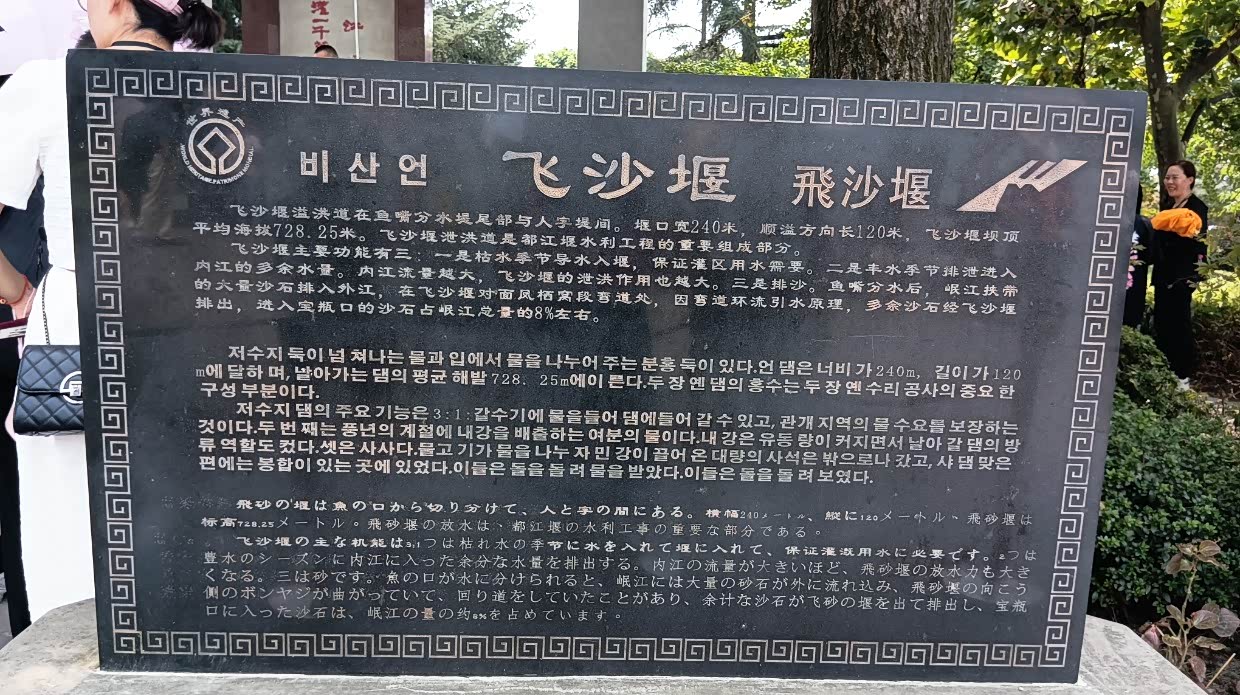 世界遗产
WORLD HERITAGE
비산언 飞沙堰 飛沙堰
飞沙堰溢洪道在鱼嘴分水堤尾部与人字堤间。堰口宽240米，顺溢方向长120米，飞沙堰坝顶
平均海拔728.25米。飞沙堰泄洪道是都江堰水利工程的重要组成部分。
飞沙堰主要功能有三：一是枯水季节导水入堰，保证灌区用水需要。二是丰水季节排泄进入
内江的多余水量。内江流量越大，飞沙堰的泄洪作用也越大。三是排沙。鱼嘴分水后，岷江挟带
的大量沙石排入外江，在飞沙堰对面凤栖窝段弯道处，因弯道环流引水原理，多余沙石经飞沙堰
排出，进入宝瓶口的沙石占岷江总量的8%左右。
저수지 둑이 넘 쳐나는 물과 입에서 물을 나누어 주는 분홍 둑이 있다.언 댐은 너비 가 240m, 길이 가 120
m에 달하 며, 날아가는 댐의 평균 해발 728. 25m에이 른다.두 장 옌 댐의 홍수는 두 장 옌 수리 공사의 중요 한
구성 부분이다.
저수지 댐의 주요 기능은 3:1:갈수기에 물을들어 댐에들어 갈 수 있고, 관개 지역의 물 수요를 보장하는
것이다.두 번 째는 풍년의 계절에 내강을 배출하는 여분의 물이다.내 강은 유동 량이 커지면서 날아 갈 댐의 방
류 역할도 컸다.셋은 사사다.물고 기가 물을 나누 자 민 강이 끌어 온 대량의 사석은 밖으로나 갔고, 샤 댐 맞은
편에는 봉합이 있는 곳에 있었다.이들은 돌을 돌 려 물을 받았다.이들은 돌을 돌 려 보였다.
飛砂の堰は魚の口から切り分けて、人と字の間にある。横幅240メートル、縦に120メートル、飛砂堰は
標高728.25メートル。飛砂堰の放水は、都江堰の水利工事の重要な部分である。
飞沙堰の主な机能は3:1つは枯れ水の季节に水を入れて堰に入れて、保证灌溉用水に必要です。2つは
豊水のシーズンに内江に入った余分な水量を排出する。内江の流量が大きいほど、飛砂堰の放水力も大き
くなる。三は砂です。魚の口が水に分けられると、岷江には大量の砂石が外に流れ込み、飛砂堰の向こう
側のボンヤジが曲がっていて、回り道をしていたことがあり、余计な沙石が飞砂の堰を出て排出し、宝瓶
口に入った沙石は、岷江の量の约8%を占めています。